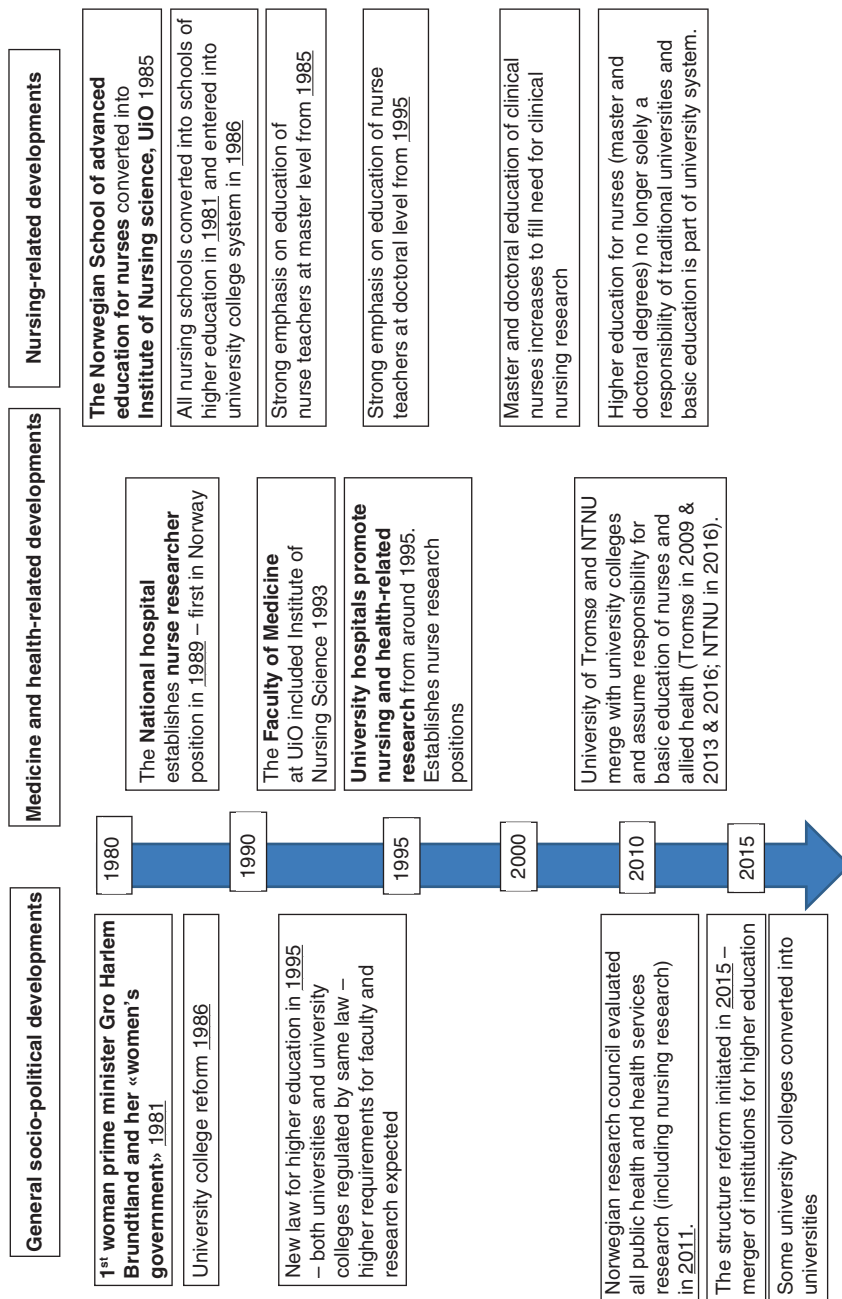 General socio-political developments
Medicine and health-related developments
Nursing-related developments
1st woman prime minister Gro Harlem
Brundtland and her «women's
government» 1981
University college reform 1986
New law for higher education in 1995
– both universities and university
colleges regulated by same law –
higher requirements for faculty and
research expected
Norwegian research council evaluated
all public health and health services
research (including nursing research)
in 2011.
The structure reform initiated in 2015 –
merger of institutions for higher education
Some university colleges converted into
universities
1980
1990
1995
2000
2010
2015
The National hospital
establishes nurse researcher
position in 1989 – first in Norway
The Faculty of Medicine
at UiO included Institute of
Nursing Science 1993
University hospitals promote
nursing and health-related
research from around 1995.
Establishes nurse research
positions
University of Tromsø and NTNU
merge with university colleges
and assume responsibility for
basic education of nurses and
allied health (Tromsø in 2009 &
2013 & 2016; NTNU in 2016).
The Norwegian School of advanced
education for nurses converted into
Institute of Nursing science, UiO 1985
All nursing schools converted into schools of
higher education in 1981 and entered into
university college system in 1986
Strong emphasis on education of
nurse teachers at master level from 1985
Strong emphasis on education of nurse
teachers at doctoral level from 1995
Master and doctoral education of clinical
nurses increases to fill need for clinical
nursing research
Higher education for nurses (master and
doctoral degrees) no longer solely a
responsibility of traditional universities and
basic education is part of university system.